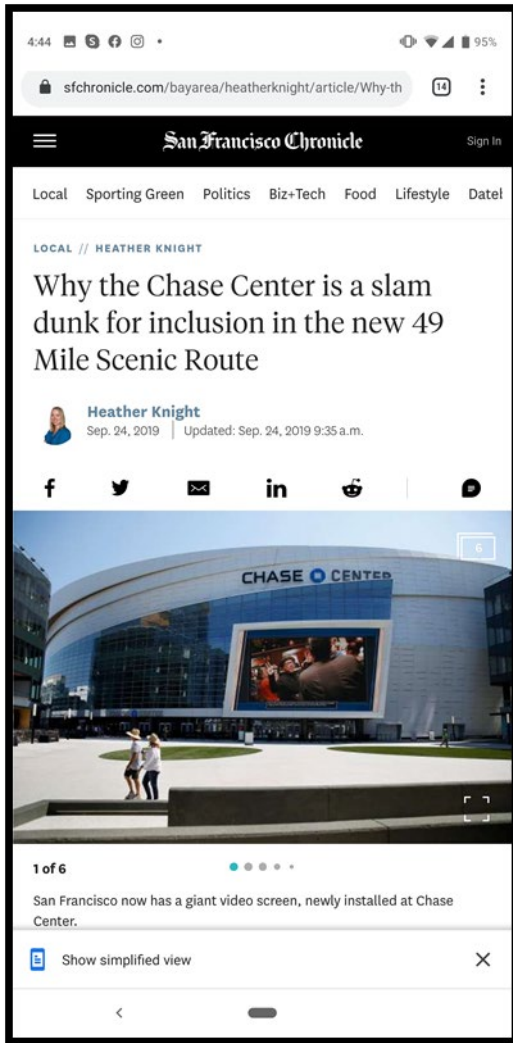 4:44
95%
sfchronicle.com/bayarea/heatherknight/article/Why-th
14
San Francisco Chronicle
Sign In
Local Sporting Green Politics Biz+Tech Food Lifestyle Dateb
LOCAL // HEATHER KNIGHT
Why the Chase Center is a slam
dunk for inclusion in the new 49
Mile Scenic Route
Heather Knight
Sep. 24, 2019 | Updated: Sep. 24, 2019 9:35 a.m.
6
CHASE CENTER
1 of 6
San Francisco now has a giant video screen, newly installed at Chase
Center.
Show simplified view